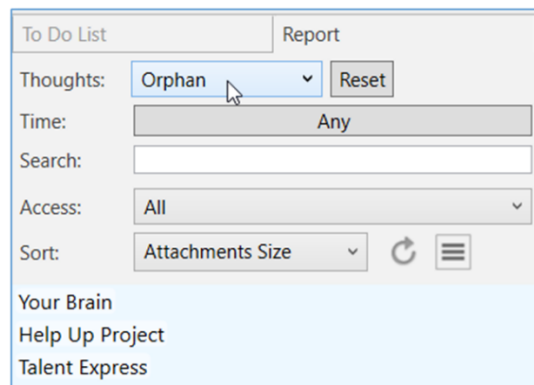 To Do List Report
Thoughts: Orphan Reset
Time: Any
Search:
Access: All
Sort: Attachments Size
Your Brain
Help Up Project
Talent Express